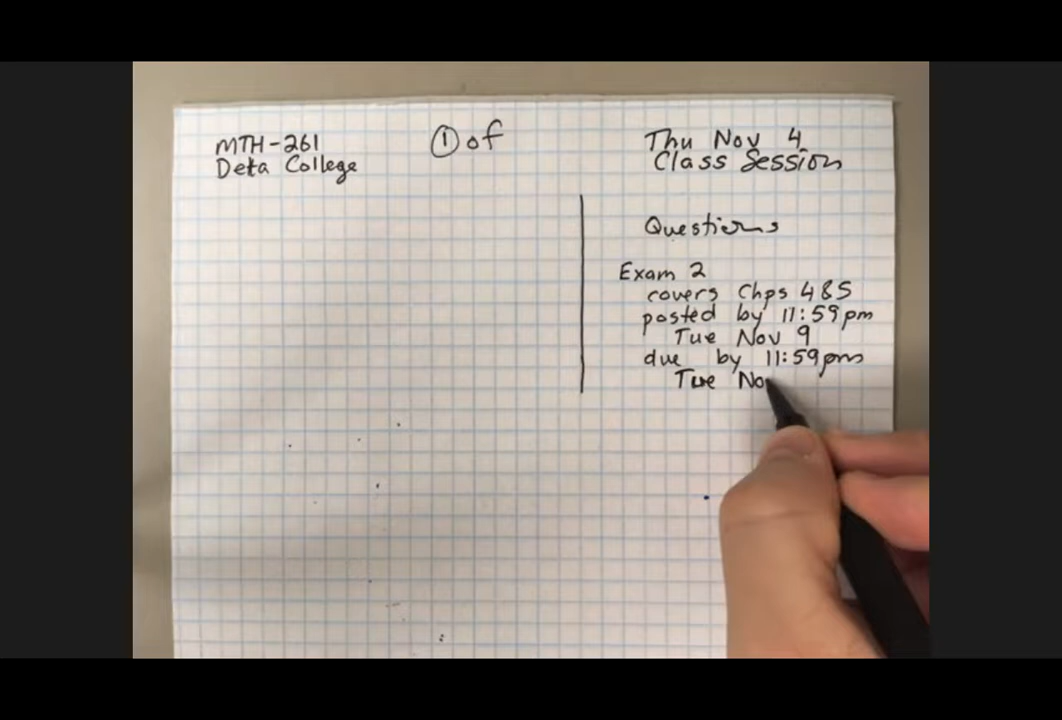 MTH-261
Deta College
① of
Thu Nov 4
Class Session
Questions
Exam 2
covers Chps 4&5
posted by 11:59pm
Tue Nov 9
due by 11:59pm
Tue No